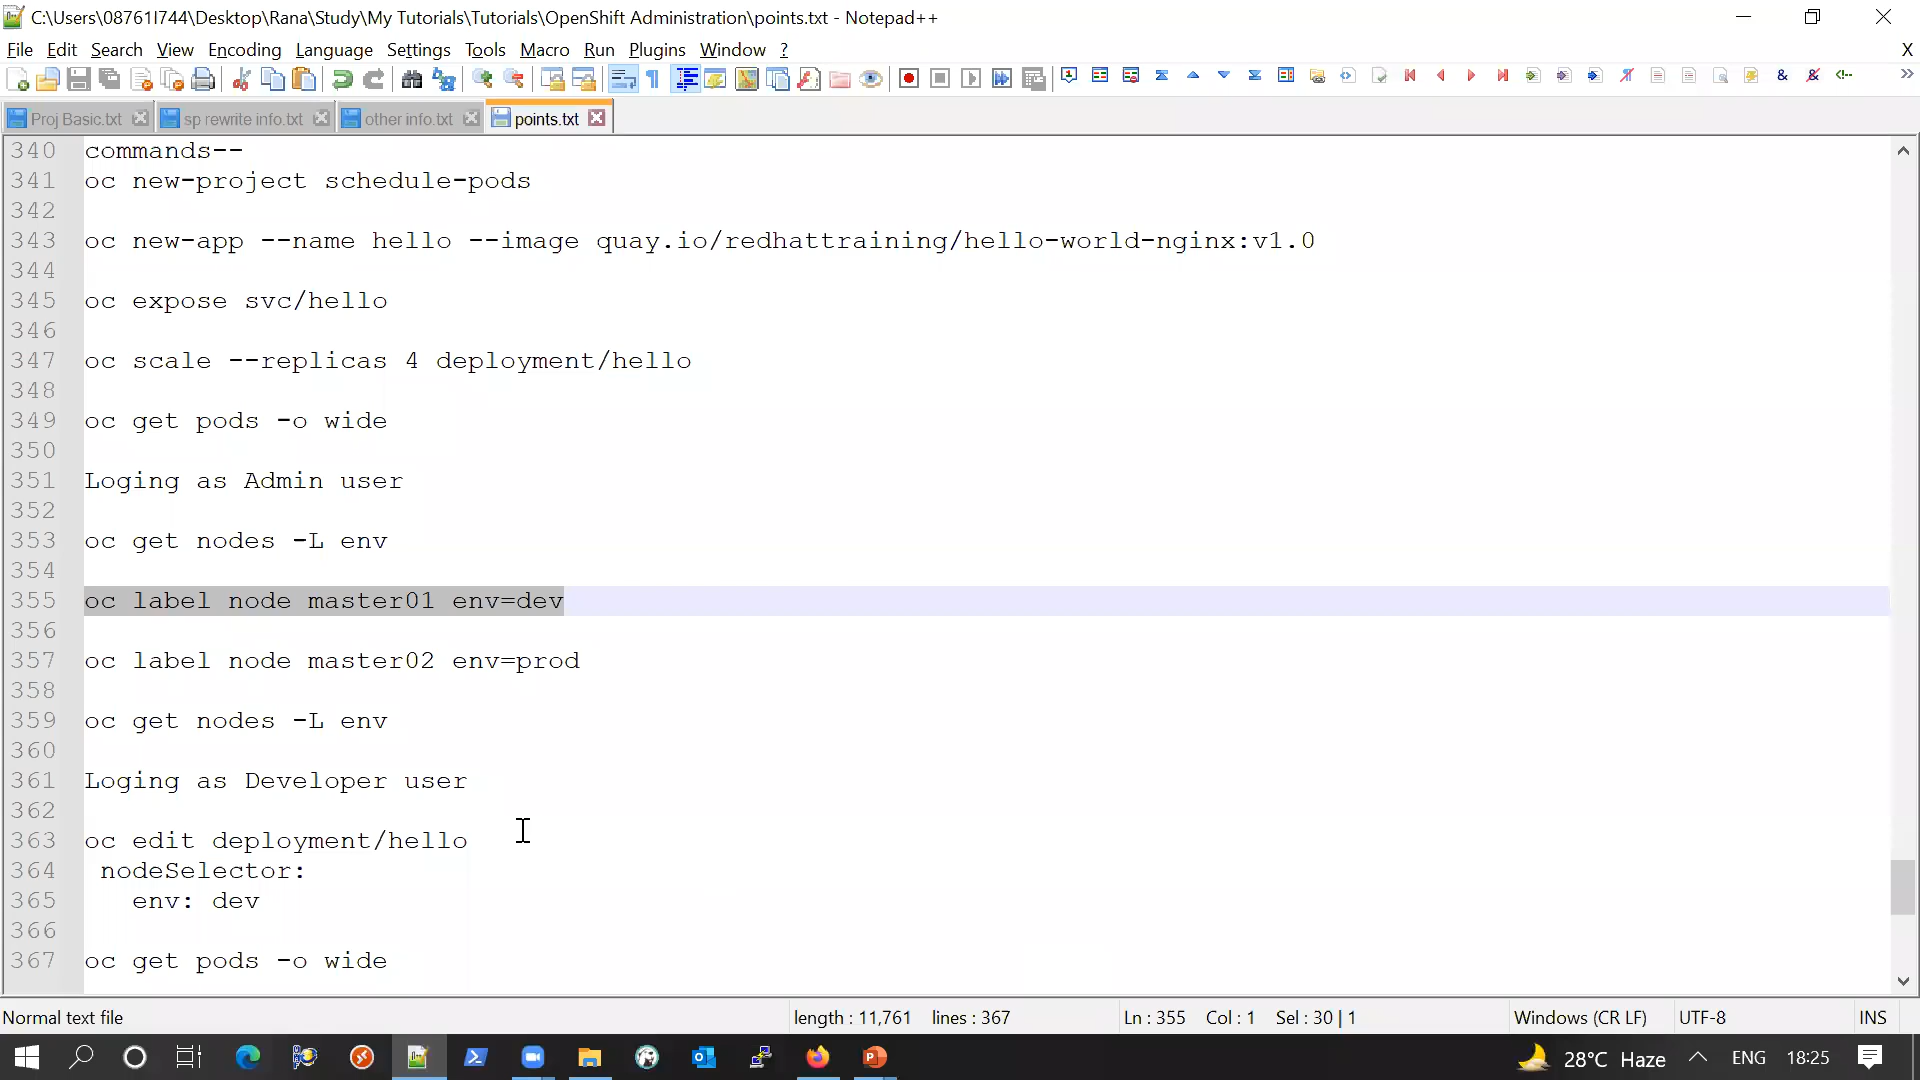 C:\Users\08761I744\Desktop\Rana\Study\My Tutorials\Tutorials\OpenShift Administration\points.txt - Notepad++
File Edit Search View Encoding Language Settings Tools Macro Run Plugins Window ? X
Proj Basic.txt sp rewrite info.txt other info.txt points.txt
340 commands--
341 oc new-project schedule-pods
342
343 oc new-app --name hello --image quay.io/redhattraining/hello-world-nginx:v1.0
344
345 oc expose svc/hello
346
347 oc scale --replicas 4 deployment/hello
348
349 oc get pods -o wide
350
351 Loging as Admin user
352
353 oc get nodes -L env
354
355 oc label node master01 env=dev
356
357 oc label node master02 env=prod
358
359 oc get nodes -L env
360
361 Loging as Developer user
362
363 oc edit deployment/hello
364 nodeSelector:
365 env: dev
366
367 oc get pods -o wide
Normal text file length : 11,761 lines : 367 Ln : 355 Col : 1 Sel : 30 | 1 Windows (CR LF) UTF-8 INS
28°C Haze ENG 18:25